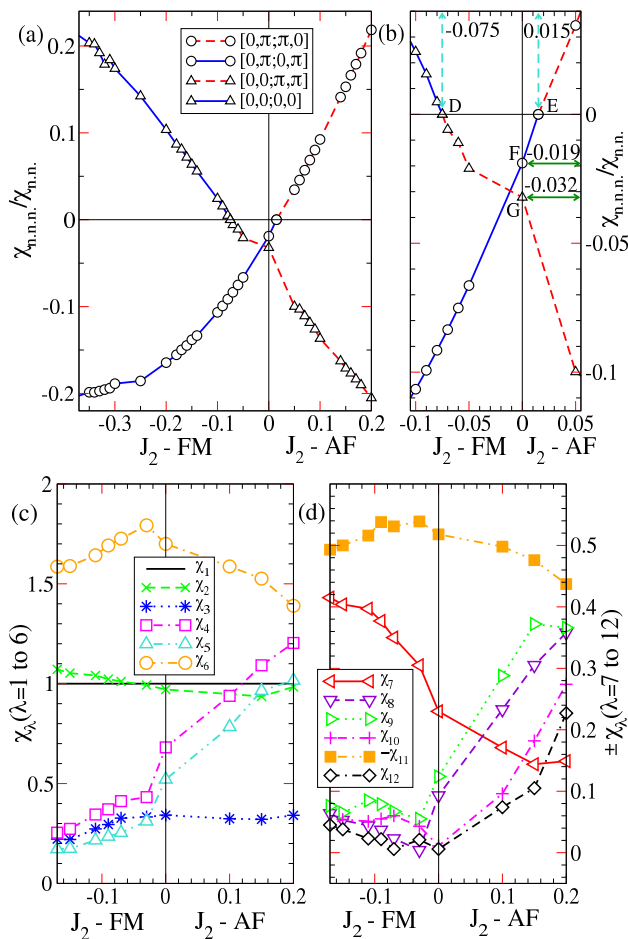 (a)
0.2
0.1
0
-0.1
-0.2
χn.n.n./χn.n.
[0,π;π,0]
[0,π;0,π]
[0,0;π,π]
[0,0;0,0]
-0.3 -0.2 -0.1 0 0.1 0.2
J2 - FM J2 - AF
(b)
-0.075 0.015
D E
F -0.019
-0.032
G
0
-0.05
-0.1
χn.n.n./χn.n.
-0.1 -0.05 0 0.05
J2 - FM J2 - AF
(c)
2
1.5
1
0.5
0
χλ(λ=1 to 6)
χ1
χ2
χ3
χ4
χ5
χ6
-0.1 0 0.1 0.2
J2 - FM J2 - AF
(d)
χ7
χ8
χ9
χ10
-χ11
χ12
0.5
0.4
0.3
0.2
0.1
0
± χλ(λ=7 to 12)
-0.1 0 0.1 0.2
J2 - FM J2 - AF